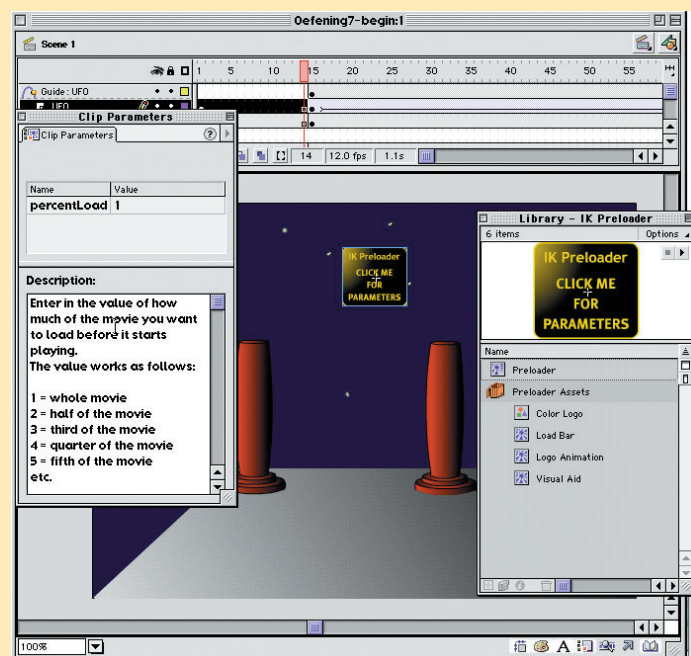 Oefening7-begin:1
Scene 1
1 5 10 15 20 25 30 35 40 45 50 55
Guide: UFO
UFO
14 12.0 fps 1.1s
Clip Parameters
Clip Parameters ?
Name Value
percentLoad 1
Description:
Enter in the value of how
much of the movie you want
to load before it starts
playing.
The value works as follows:
1 = whole movie
2 = half of the movie
3 = third of the movie
4 = quarter of the movie
5 = fifth of the movie
etc.
IK Preloader
CLICK ME
FOR
PARAMETERS
Library - IK Preloader
6 items Options
IK Preloader
CLICK ME
FOR
PARAMETERS
Name
Preloader
Preloader Assets
Color Logo
Load Bar
Logo Animation
Visual Aid
100%
A